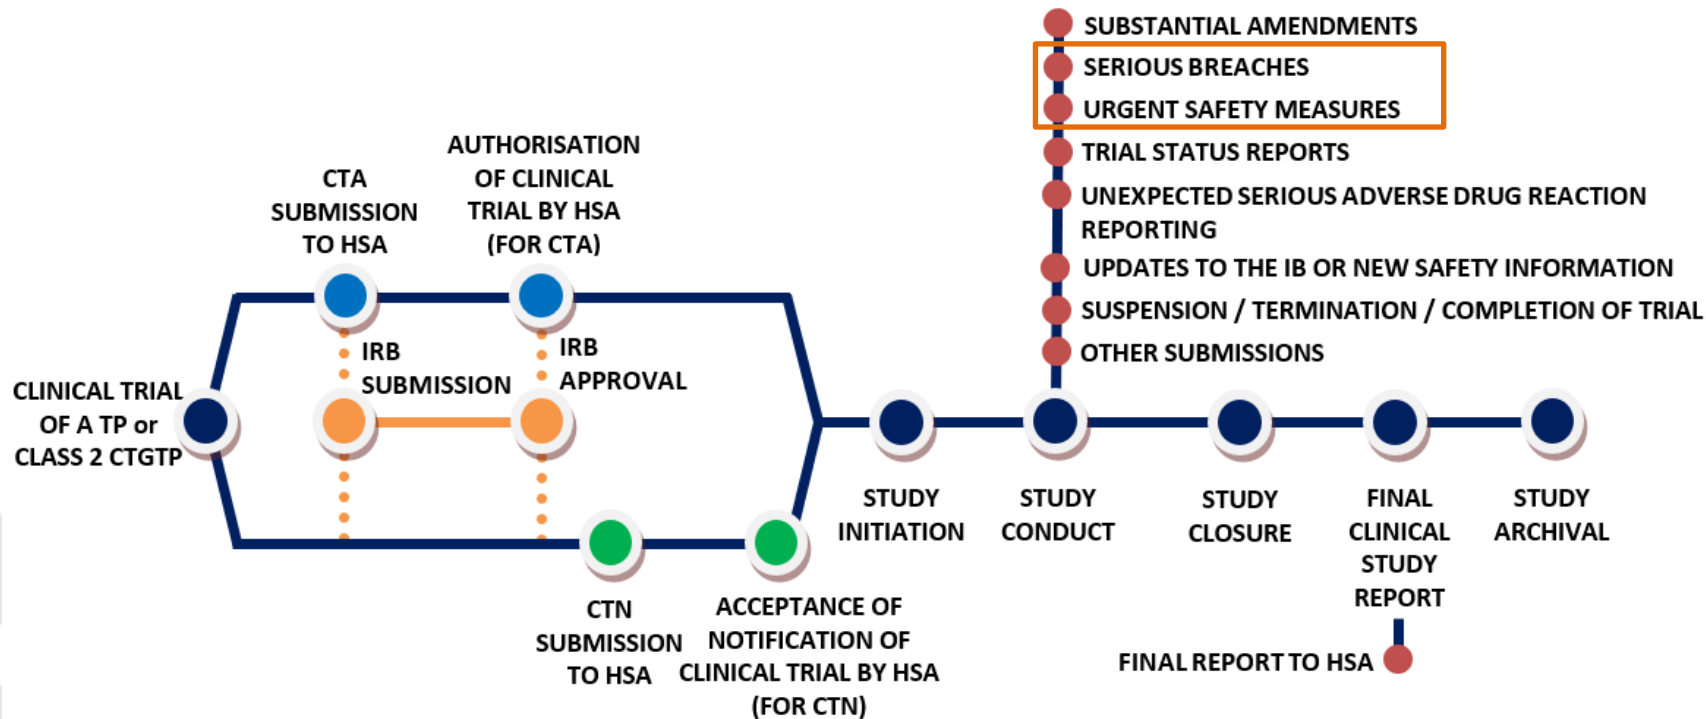 SUBSTANTIAL AMENDMENTS
SERIOUS BREACHES
URGENT SAFETY MEASURES
TRIAL STATUS REPORTS
UNEXPECTED SERIOUS ADVERSE DRUG REACTION
REPORTING
UPDATES TO THE IB OR NEW SAFETY INFORMATION
SUSPENSION / TERMINATION / COMPLETION OF TRIAL
OTHER SUBMISSIONS
CTA
SUBMISSION
TO HSA
AUTHORISATION
OF CLINICAL
TRIAL BY HSA
(FOR CTA)
IRB
SUBMISSION
IRB
APPROVAL
CLINICAL TRIAL
OF A TP or
CLASS 2 CTGTP
CTN
SUBMISSION
TO HSA
ACCEPTANCE OF
NOTIFICATION OF
CLINICAL TRIAL BY HSA
(FOR CTN)
STUDY
INITIATION
STUDY
CONDUCT
STUDY
CLOSURE
FINAL
CLINICAL
STUDY
REPORT
STUDY
ARCHIVAL
FINAL REPORT TO HSA